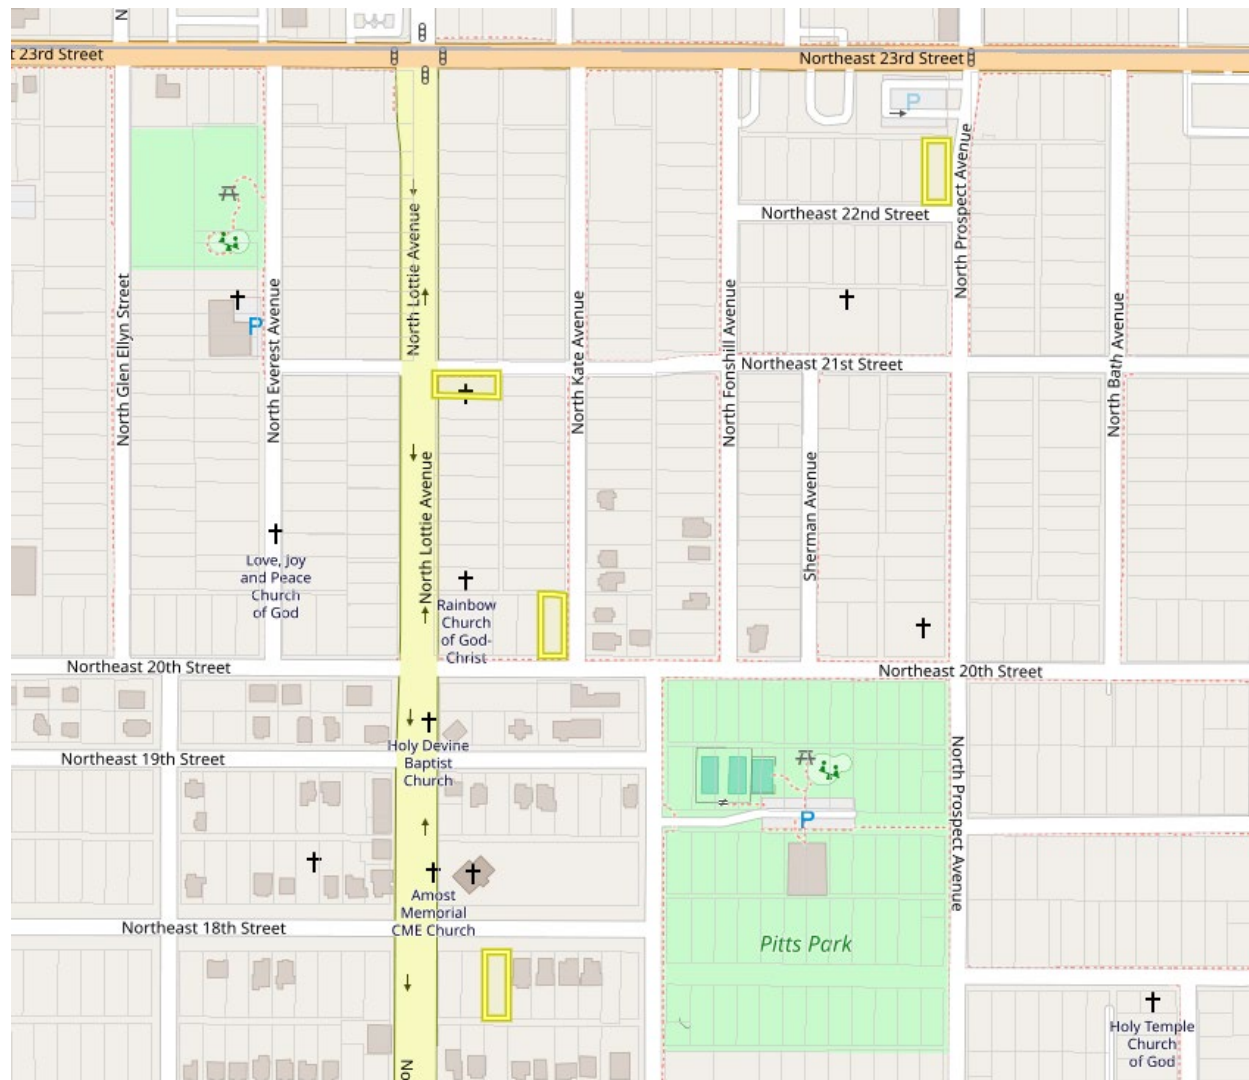 N
t 23rd Street
Northeast 23rd Street
P
North Prospect Avenue
North Lottie Avenue
Northeast 22nd Street
North Glen Ellyn Street
North Everest Avenue
P
North Kate Avenue
North Fonshill Avenue
North Bath Avenue
Northeast 21st Street
North Lottie Avenue
Sherman Avenue
Love, Joy
and Peace
Church
of God
Rainbow
Church
of God-
Christ
Northeast 20th Street
Northeast 20th Street
Holy Devine
Baptist
Church
Northeast 19th Street
North Prospect Avenue
P
Amost
Memorial
CME Church
Northeast 18th Street
Pitts Park
Holy Temple
Church
of God
No